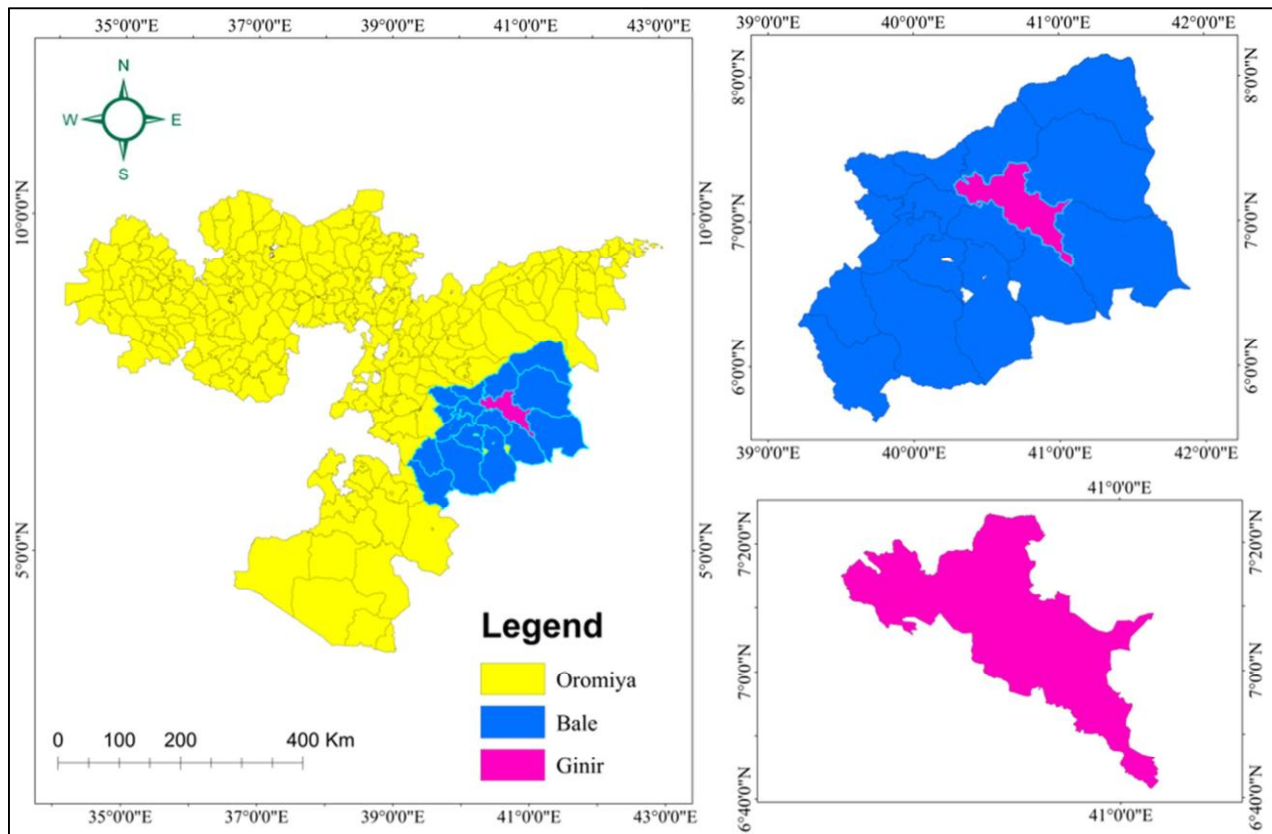 35°0'0"E 37°0'0"E 39°0'0"E 41°0'0"E 43°0'0"E
N
W E
S
10°0'0"N 10°0'0"N
5°0'0"N 5°0'0"N
Legend
Oromiya
Bale
Ginir
0 100 200 400 Km
35°0'0"E 37°0'0"E 39°0'0"E 41°0'0"E 43°0'0"E
39°0'0"E 40°0'0"E 41°0'0"E 42°0'0"E
8°0'0"N 8°0'0"N
7°0'0"N 7°0'0"N
6°0'0"N 6°0'0"N
39°0'0"E 40°0'0"E 41°0'0"E 42°0'0"E
41°0'0"E
7°20'0"N 7°20'0"N
7°0'0"N 7°0'0"N
6°40'0"N 6°40'0"N
41°0'0"E